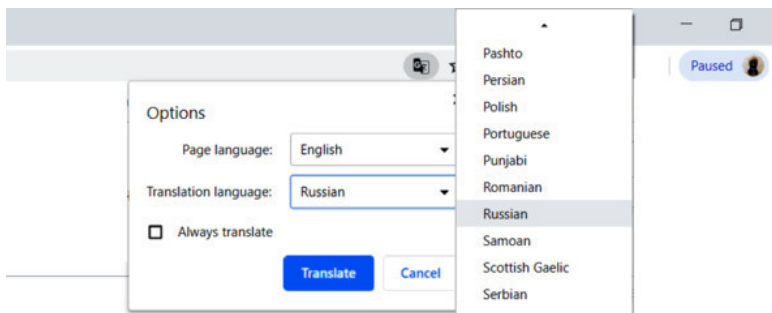 Paused
Options
Page language: English
Translation language: Russian
Always translate
Translate Cancel
Pashto
Persian
Polish
Portuguese
Punjabi
Romanian
Russian
Samoan
Scottish Gaelic
Serbian